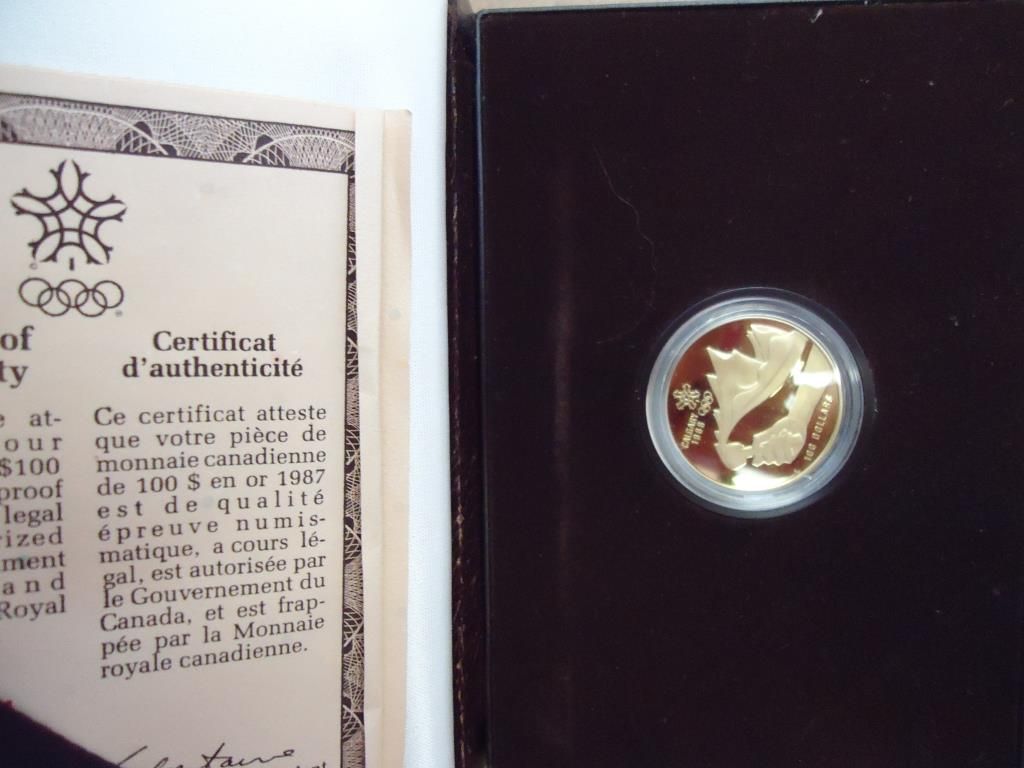 of
ty
e at-
our
$100
proof
legal
rized
ment
and
Royal
Certificat
d'authenticité
Ce certificat atteste
que votre pièce de
monnaie canadienne
de 100 $ en or 1987
est de qualité
épreuve numis-
matique, a cours lé-
gal, est autorisée par
le Gouvernement du
Canada, et est frap-
pée par la Monnaie
royale canadienne.
CALGARY
1988
100 DOLLARS